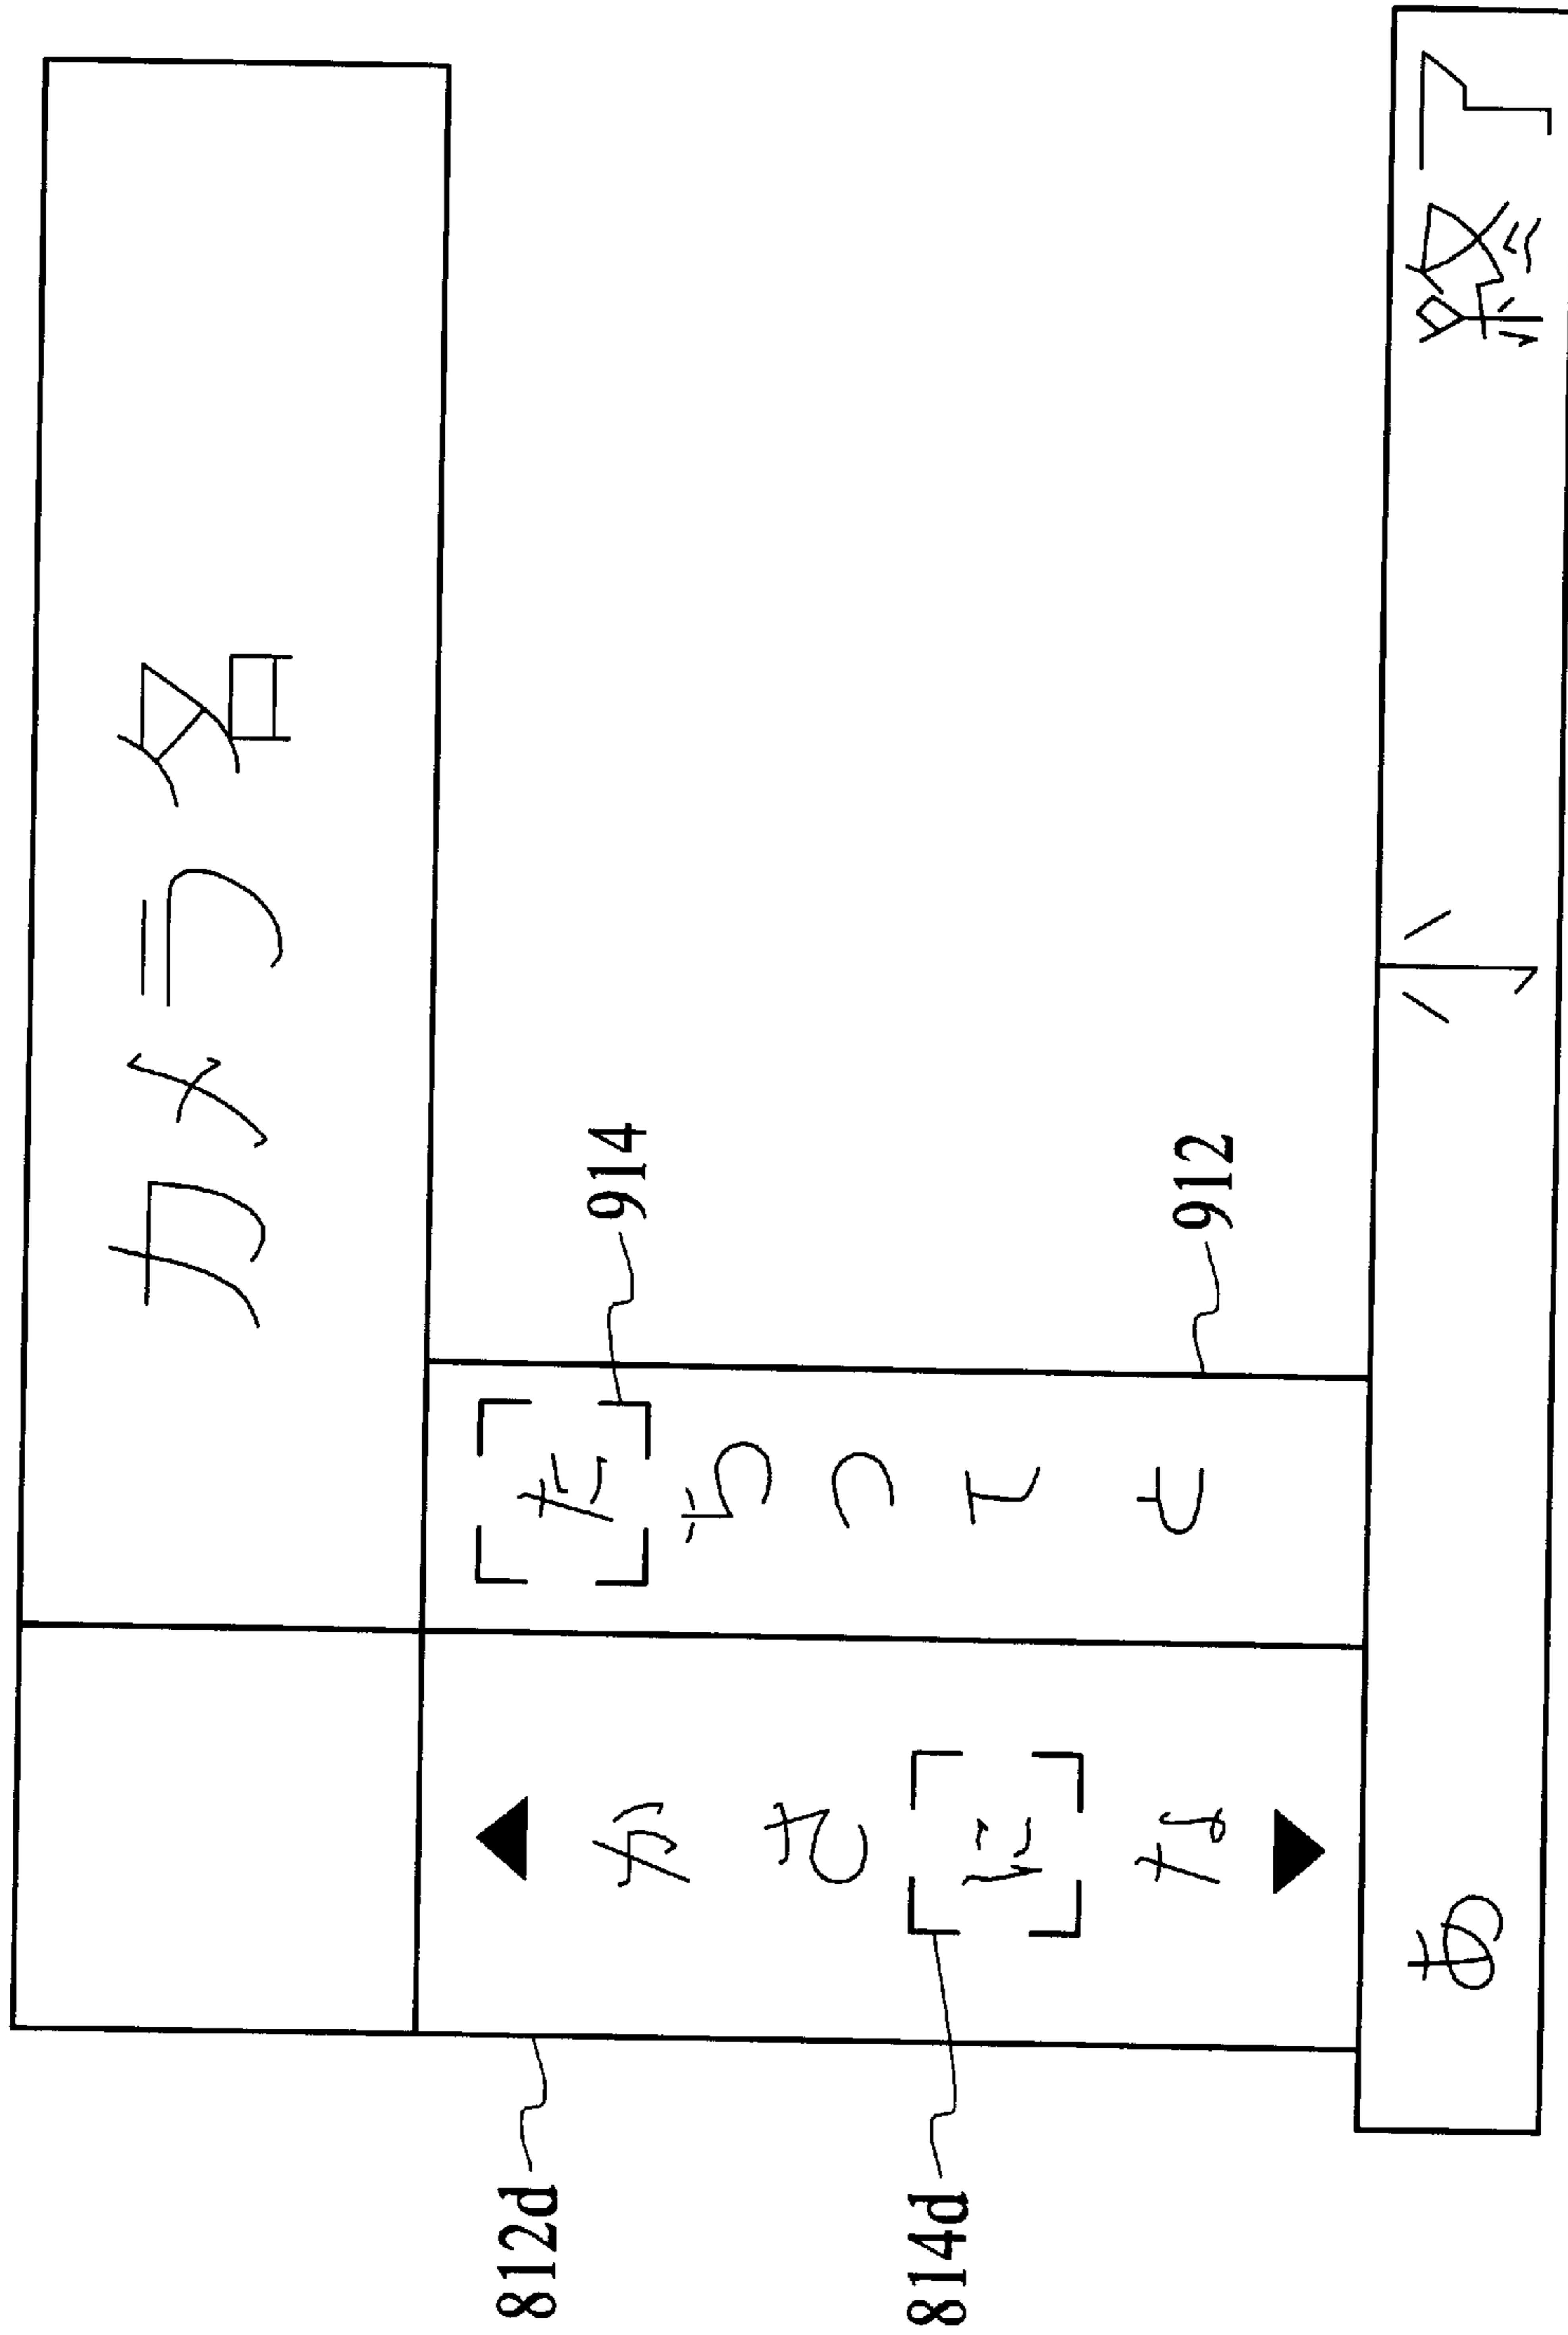 カメラ名
812d
814d
▲
か
さ
に
な
▼
た
ち
つ
て
と
914
912
あ 小 終了